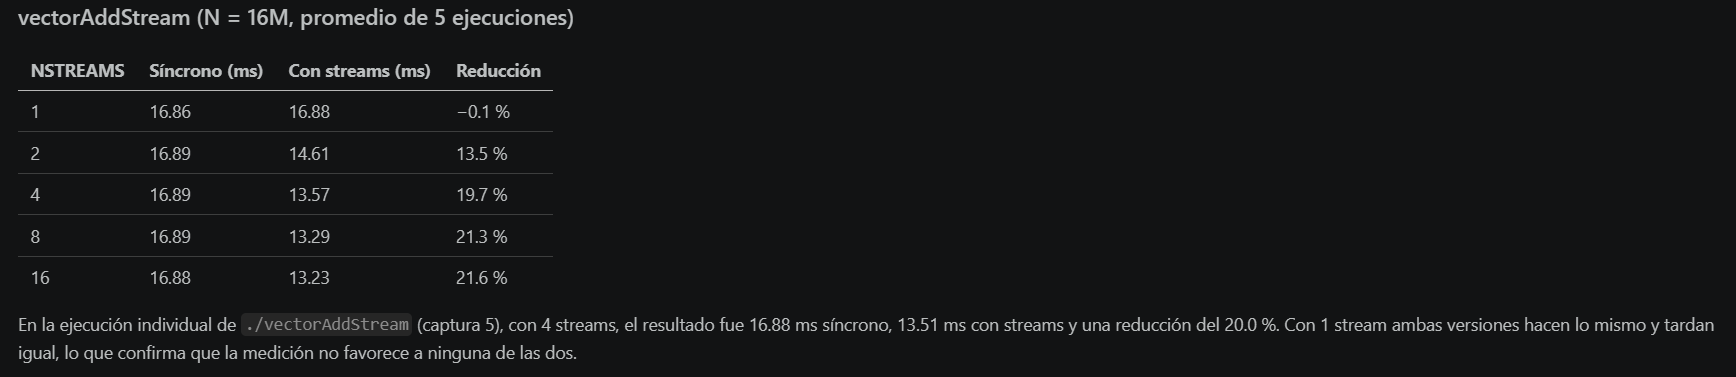 vectorAddStream (N = 16M, promedio de 5 ejecuciones)
NSTREAMS Síncrono (ms) Con streams (ms) Reducción
1 16.86 16.88 −0.1 %
2 16.89 14.61 13.5 %
4 16.89 13.57 19.7 %
8 16.89 13.29 21.3 %
16 16.88 13.23 21.6 %
En la ejecución individual de ./vectorAddStream (captura 5), con 4 streams, el resultado fue 16.88 ms síncrono, 13.51 ms con streams y una reducción del 20.0 %. Con 1 stream ambas versiones hacen lo mismo y tardan
igual, lo que confirma que la medición no favorece a ninguna de las dos.